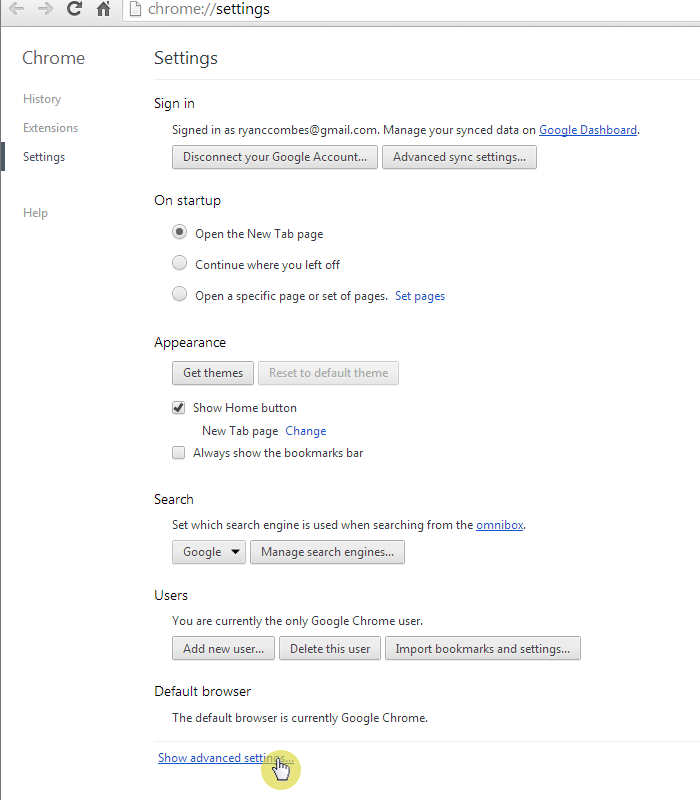 chrome://settings
Chrome
Settings
History
Extensions
Settings
Help
Sign in
Signed in as ryanccombes@gmail.com. Manage your synced data on Google Dashboard.
Disconnect your Google Account... Advanced sync settings...
On startup
Open the New Tab page
Continue where you left off
Open a specific page or set of pages. Set pages
Appearance
Get themes Reset to default theme
Show Home button
New Tab page Change
Always show the bookmarks bar
Search
Set which search engine is used when searching from the omnibox.
Google Manage search engines...
Users
You are currently the only Google Chrome user.
Add new user... Delete this user Import bookmarks and settings...
Default browser
The default browser is currently Google Chrome.
Show advanced settings...